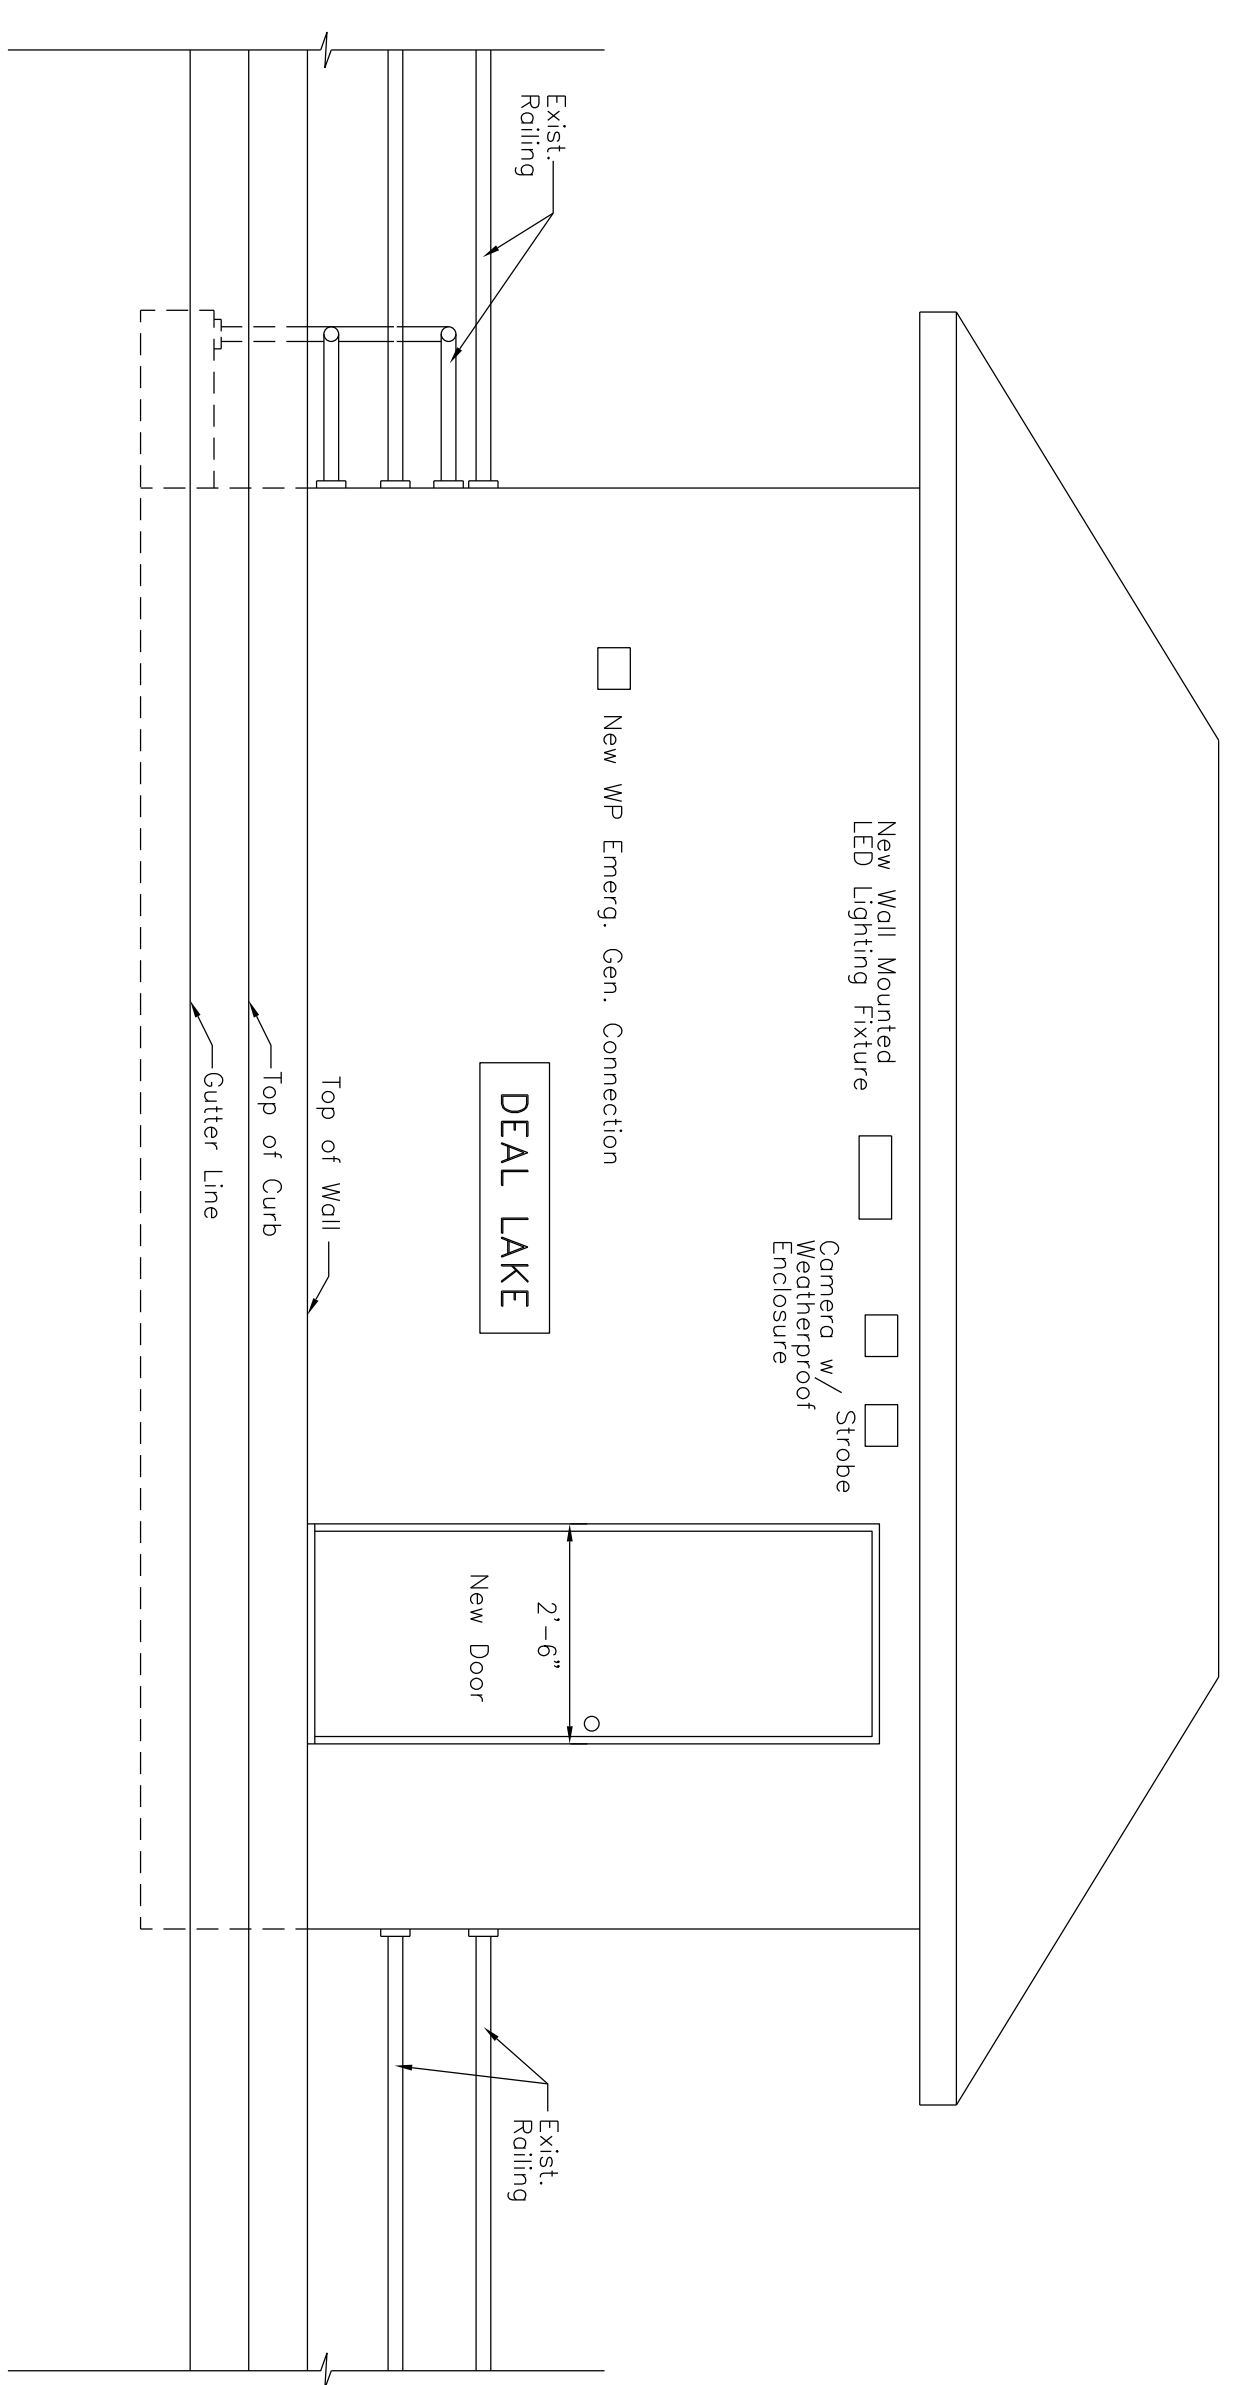 New Wall Mounted
LED Lighting Fixture
Camera w/
Weatherproof
Enclosure
Strobe
New WP Emerg. Gen. Connection
Exist.
Railing
DEAL LAKE
2'-6"
New Door
Exist.
Railing
Top of Wall
Top of Curb
Gutter Line